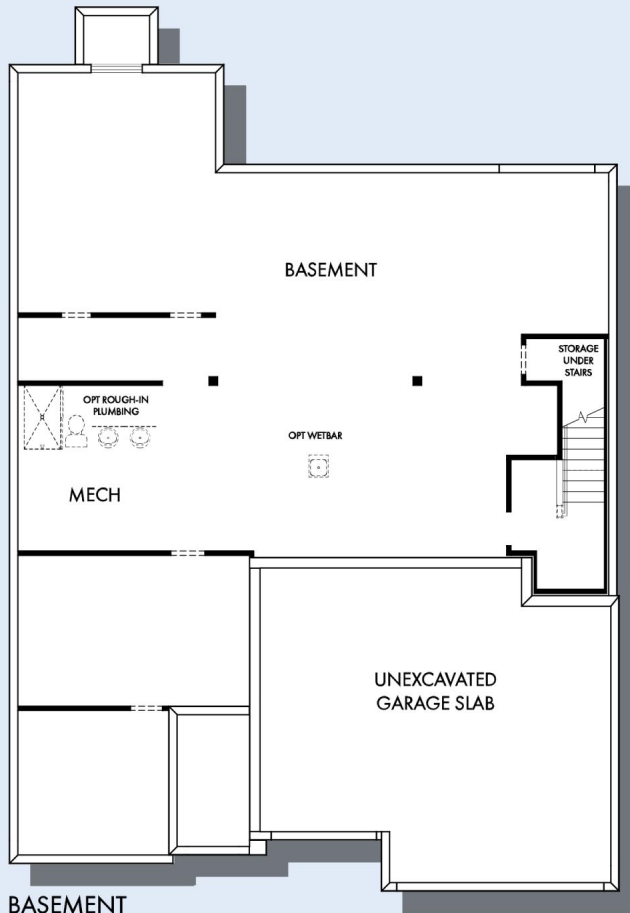 BASEMENT
STORAGE
UNDER
STAIRS
OPT ROUGH-IN
PLUMBING
OPT WETBAR
MECH
UNEXCAVATED
GARAGE SLAB
BASEMENT